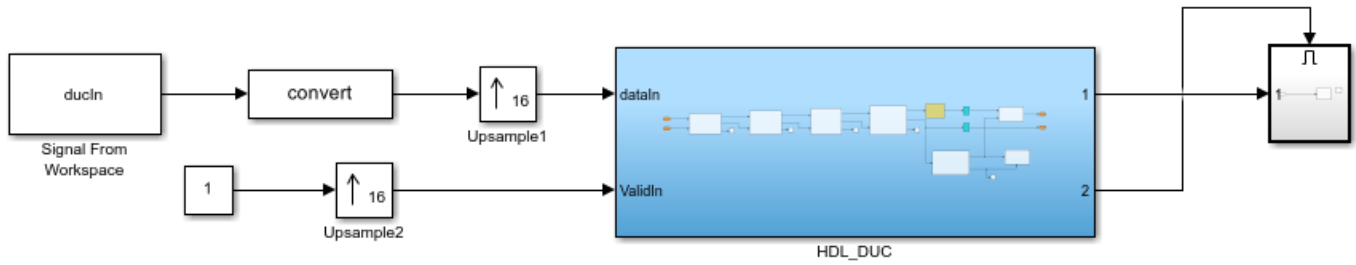 ducIn
Signal From
Workspace
convert
16
Upsample1
1
16
Upsample2
dataIn
ValidIn
1
2
HDL_DUC
1